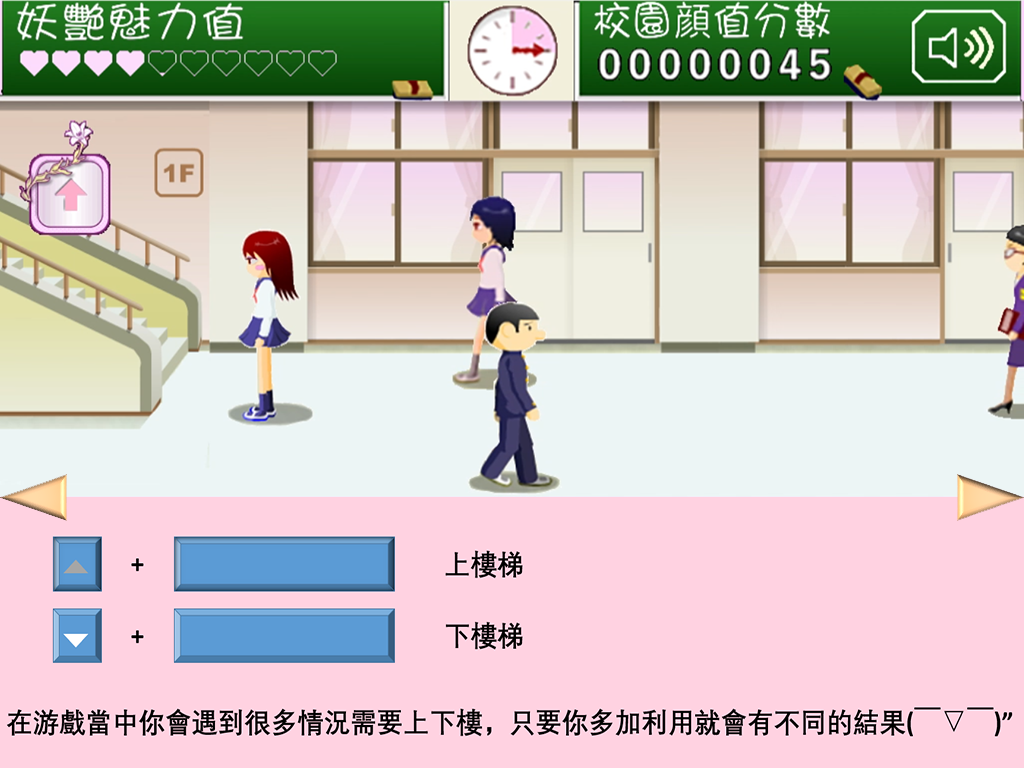 妖艷魅力值
校園顏值分數
00000045
1F
+ 上樓梯
+ 下樓梯
在游戲當中你會遇到很多情況需要上下樓，只要你多加利用就會有不同的結果(￣▽￣)”